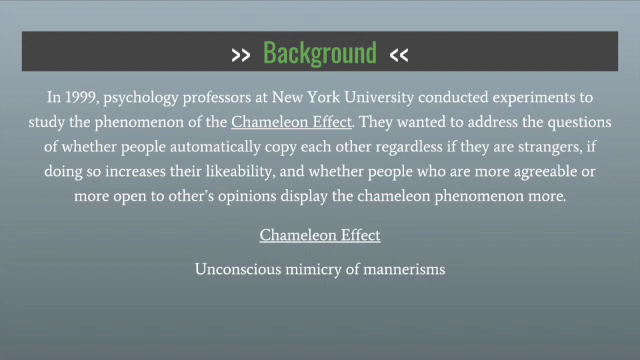 >> Background <<
In 1999, psychology professors at New York University conducted experiments to
study the phenomenon of the Chameleon Effect. They wanted to address the questions
of whether people automatically copy each other regardless if they are strangers, if
doing so increases their likeability, and whether people who are more agreeable or
more open to other's opinions display the chameleon phenomenon more.
Chameleon Effect
Unconscious mimicry of mannerisms